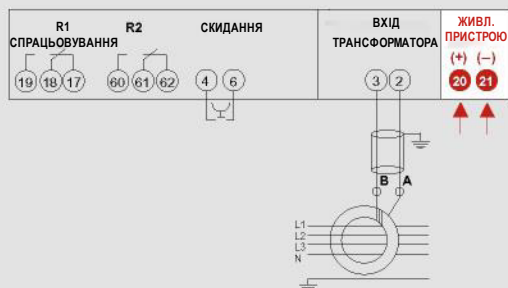 R1
СПРАЦЬОВУВАННЯ
R2
СКИДАННЯ
ВХІД
ТРАНСФОРМАТОРА
ЖИВЛ.
ПРИСТРОЮ
(+) (–)
19 18 17 60 61 62 4 6 3 2 20 21
B A
L1
L2
L3
N